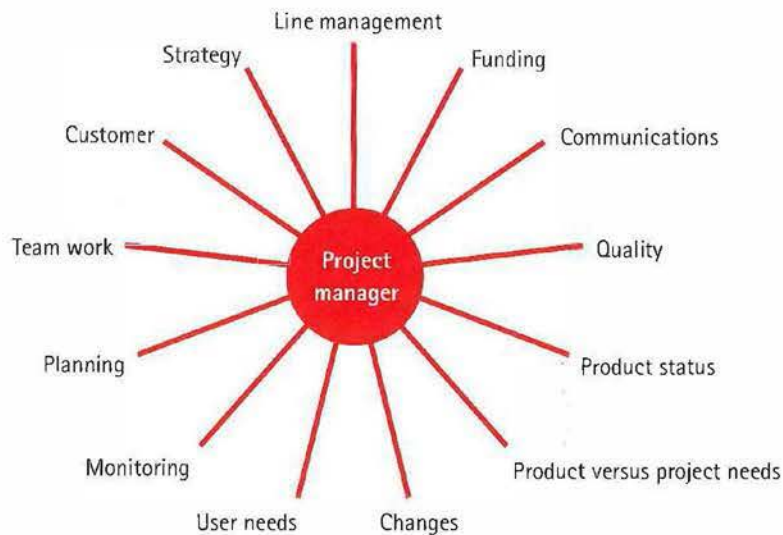 Line management
Strategy
Funding
Customer
Communications
Team work
Quality
Project
manager
Planning
Product status
Monitoring
Product versus project needs
User needs
Changes